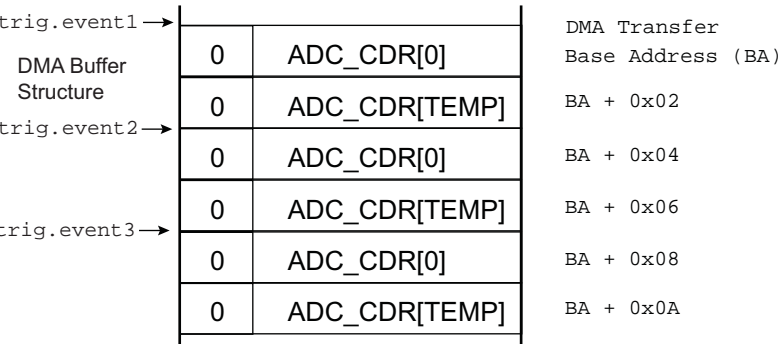 trig.event1
DMA Transfer
0 ADC_CDR[0] Base Address (BA)
DMA Buffer
Structure
0 ADC_CDR[TEMP] BA + 0x02
trig.event2
0 ADC_CDR[0] BA + 0x04
0 ADC_CDR[TEMP] BA + 0x06
trig.event3
0 ADC_CDR[0] BA + 0x08
0 ADC_CDR[TEMP] BA + 0x0A